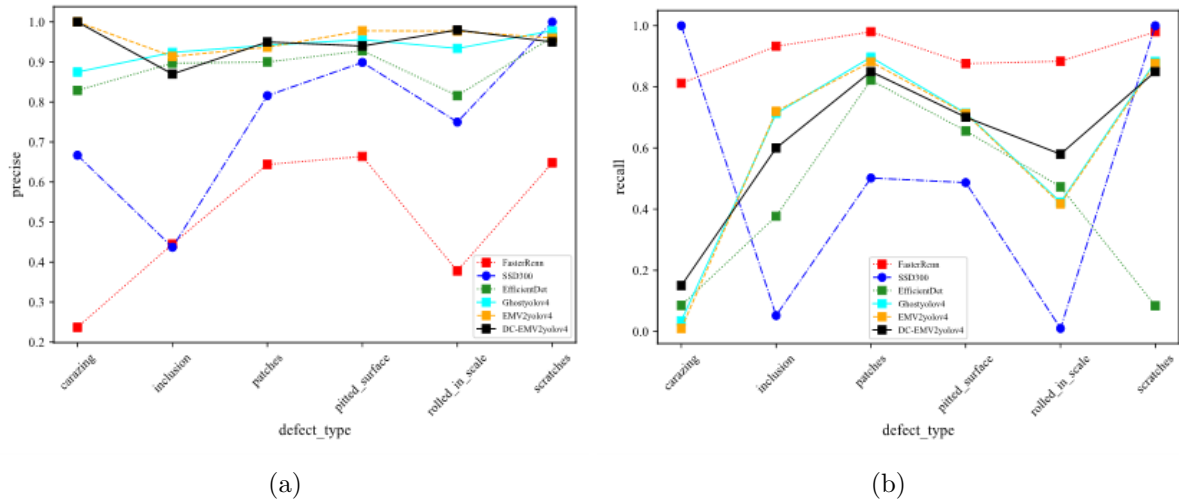 1.0
0.9
0.8
0.7
0.6
0.5
0.4
0.3
0.2
precise
carazing
inclusion
patches
pitted_surface
rolled_in_scale
scratches
defect_type
FasterRcnn
SSD300
EfficientDet
Ghostyolov4
EMV2yolov4
DC-EMV2yolov4
(a)
1.0
0.8
0.6
0.4
0.2
0.0
recall
carazing
inclusion
patches
pitted_surface
rolled_in_scale
scratches
defect_type
FasterRcnn
SSD300
EfficientDet
Ghostyolov4
EMV2yolov4
DC-EMV2yolov4
(b)